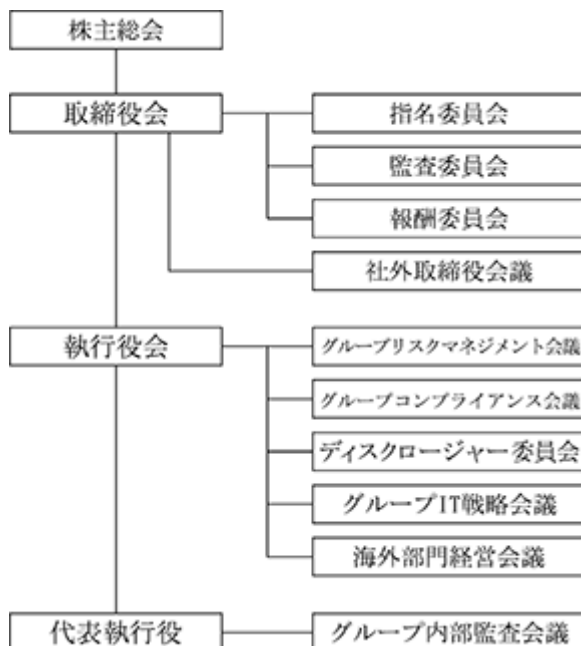 株主総会
取締役会
指名委員会
監査委員会
報酬委員会
社外取締役会議
執行役会
グループリスクマネジメント会議
グループコンプライアンス会議
ディスクロージャー委員会
グループIT戦略会議
海外部門経営会議
代表執行役
グループ内部監査会議